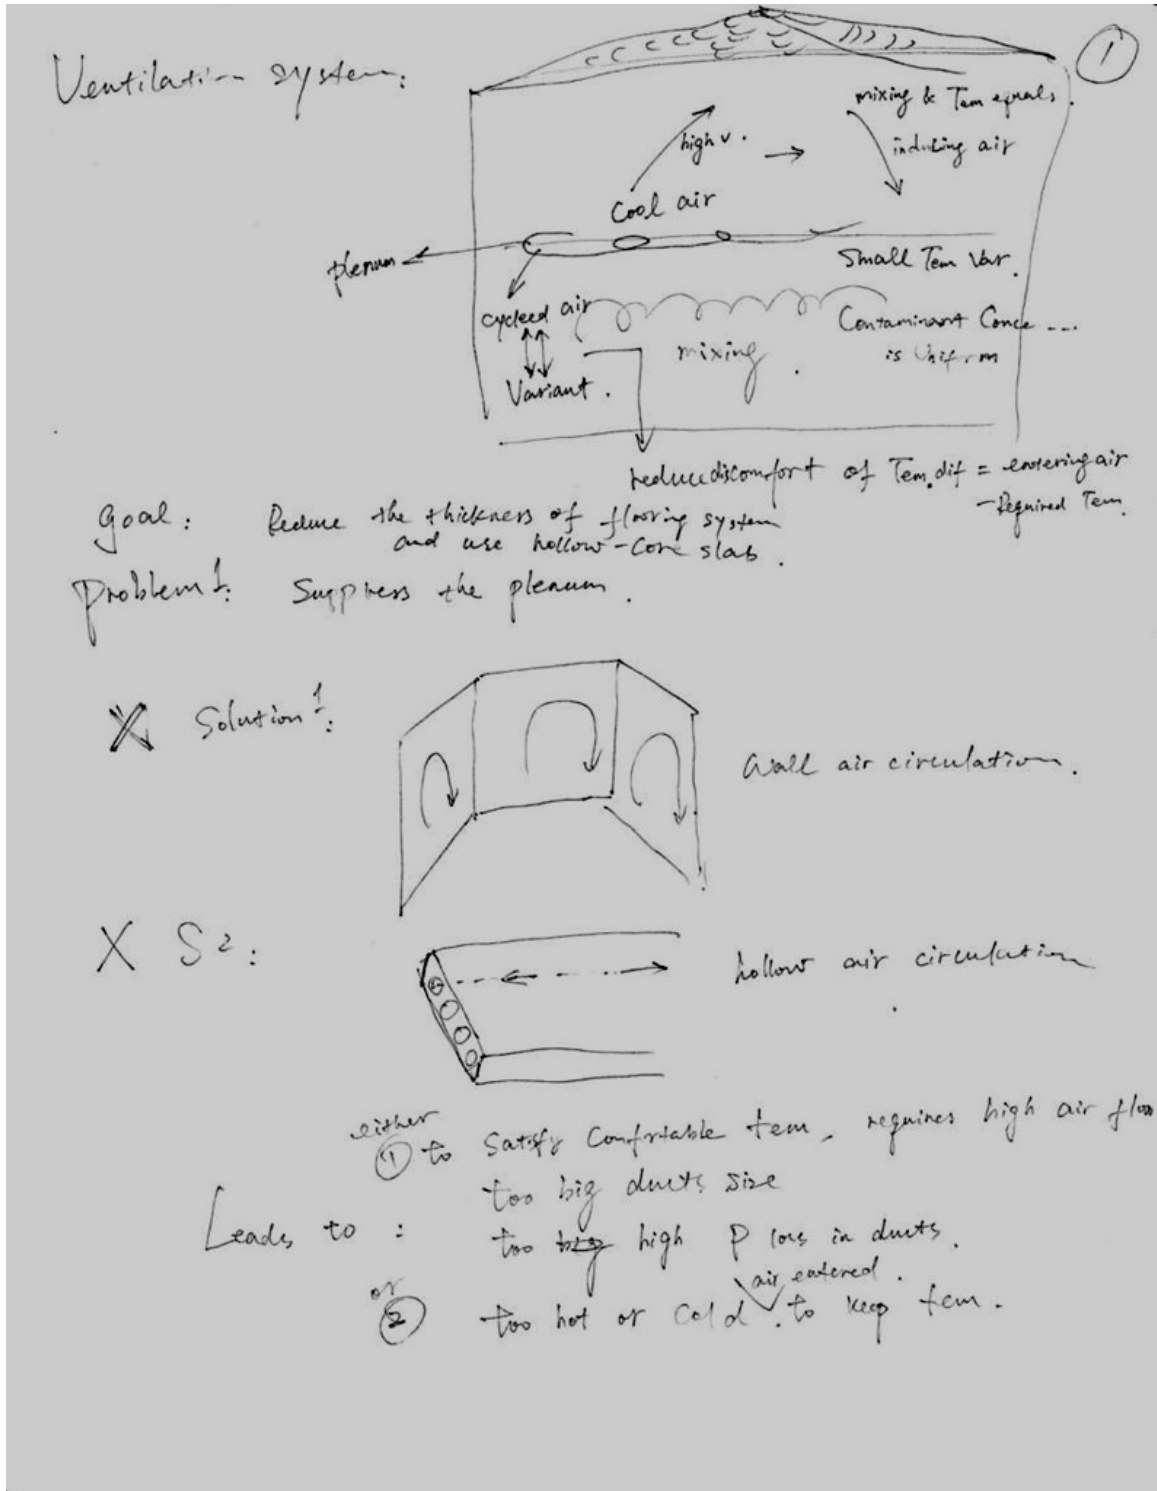 Ventilation system:
①
mixing & Tem equals.
high v.
inducing air
Cool air
plenum
Small Tem Var.
cycleed air
Contaminant Conce ...
is Uniform
mixing.
Variant.
reduce discomfort of Tem. dif = entering air
- Required Tem.
Goal: Reduce the thickness of flooring system
and use hollow-core slab.
Problem 1: Suppress the plenum.
X Solution 1:
Wall air circulation.
X S2:
hollow air circulation.
either
① to Satisfy Comfortable tem, requires high air flow
too big ducts size
Leads to:
too big high P loss in ducts.
or
air entered.
② too hot or cold. to keep tem.